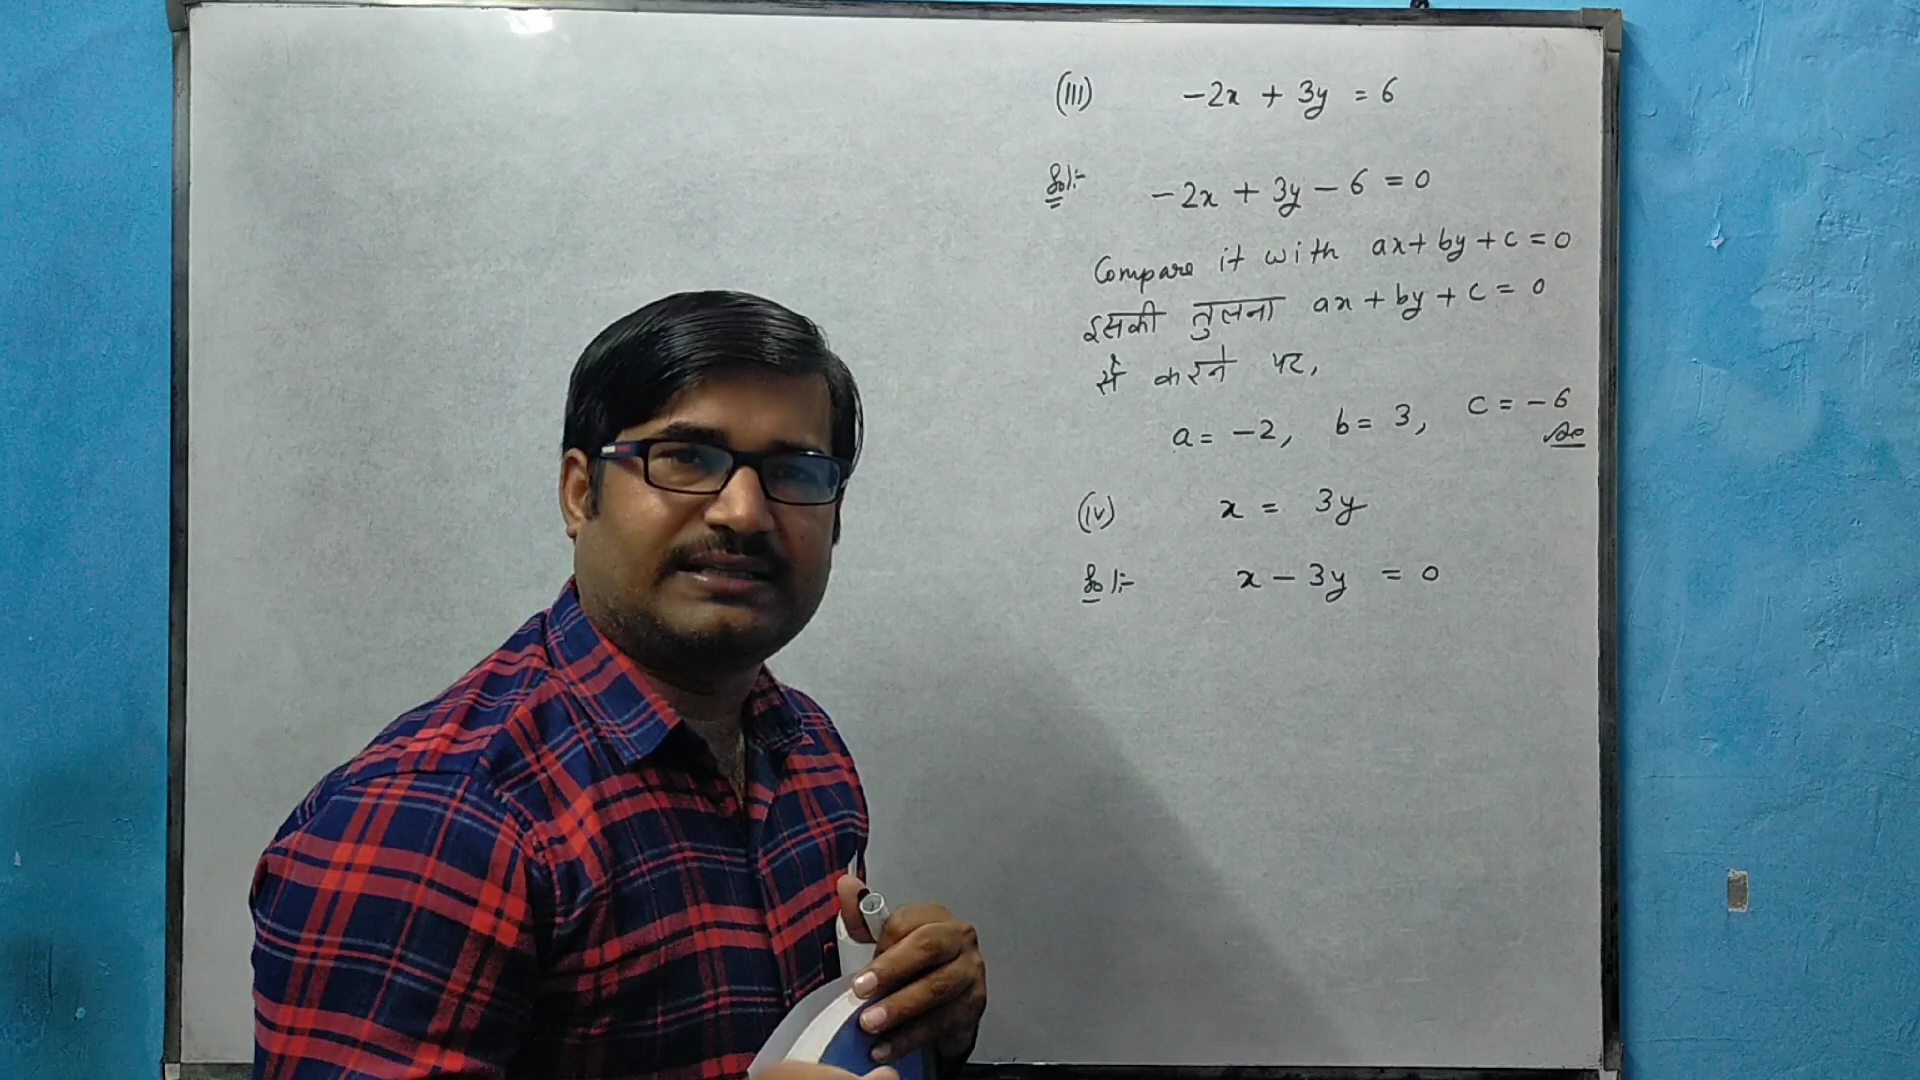 (III) -2x + 3y = 6
Sol:- -2x + 3y - 6 = 0
Compare it with ax + by + c = 0
इसकी तुलना ax + by + c = 0
से करने पर,
a = -2, b = 3, c = -6
(iv) x = 3y
Sol:- x - 3y = 0